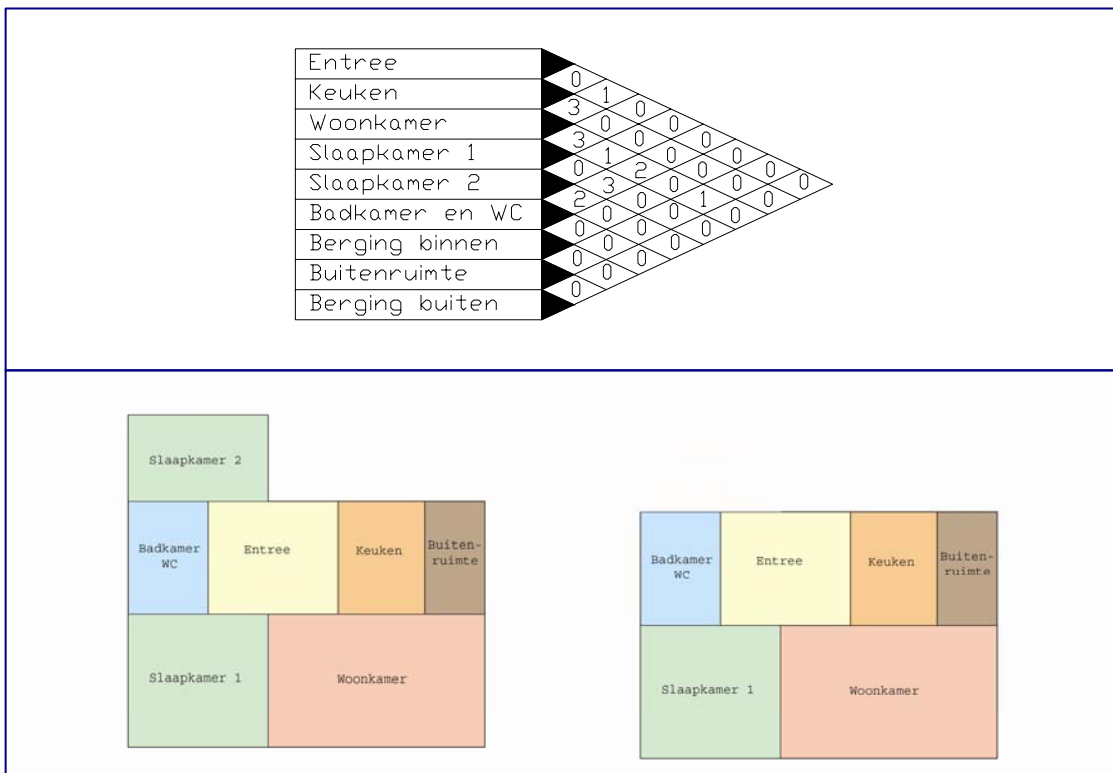 Entree
0
Keuken 1
3 0
Woonkamer 0 0
3 0 0
Slaapkamer 1 1 0 0
0 2 0 0
Slaapkamer 2 3 0 0 0
2 0 1 0
Badkamer en WC 0 0 0
0 0 0
Berging binnen 0 0
0 0
Buitenruimte 0
0
Berging buiten
Slaapkamer 2
Badkamer
WC
Entree
Keuken
Buiten-
ruimte
Slaapkamer 1
Woonkamer
Badkamer
WC
Entree
Keuken
Buiten-
ruimte
Slaapkamer 1
Woonkamer